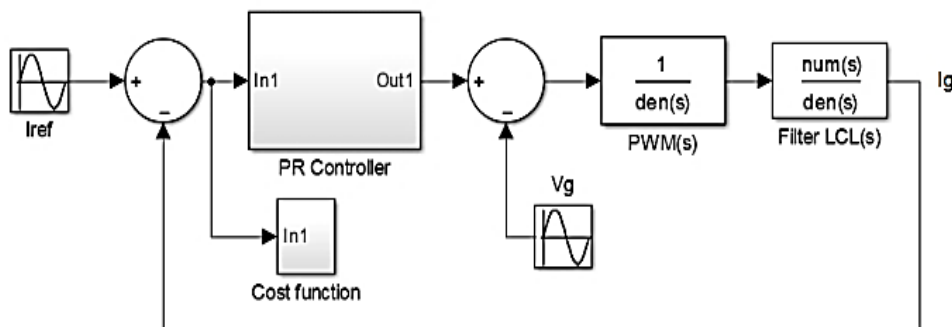 Iref
+
−
In1
Out1
PR Controller
In1
Cost function
+
−
Vg
1
den(s)
PWM(s)
num(s)
den(s)
Filter LCL(s)
Ig